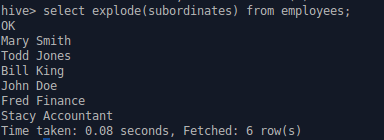 hive> select explode(subordinates) from employees;
OK
Mary Smith
Todd Jones
Bill King
John Doe
Fred Finance
Stacy Accountant
Time taken: 0.08 seconds, Fetched: 6 row(s)